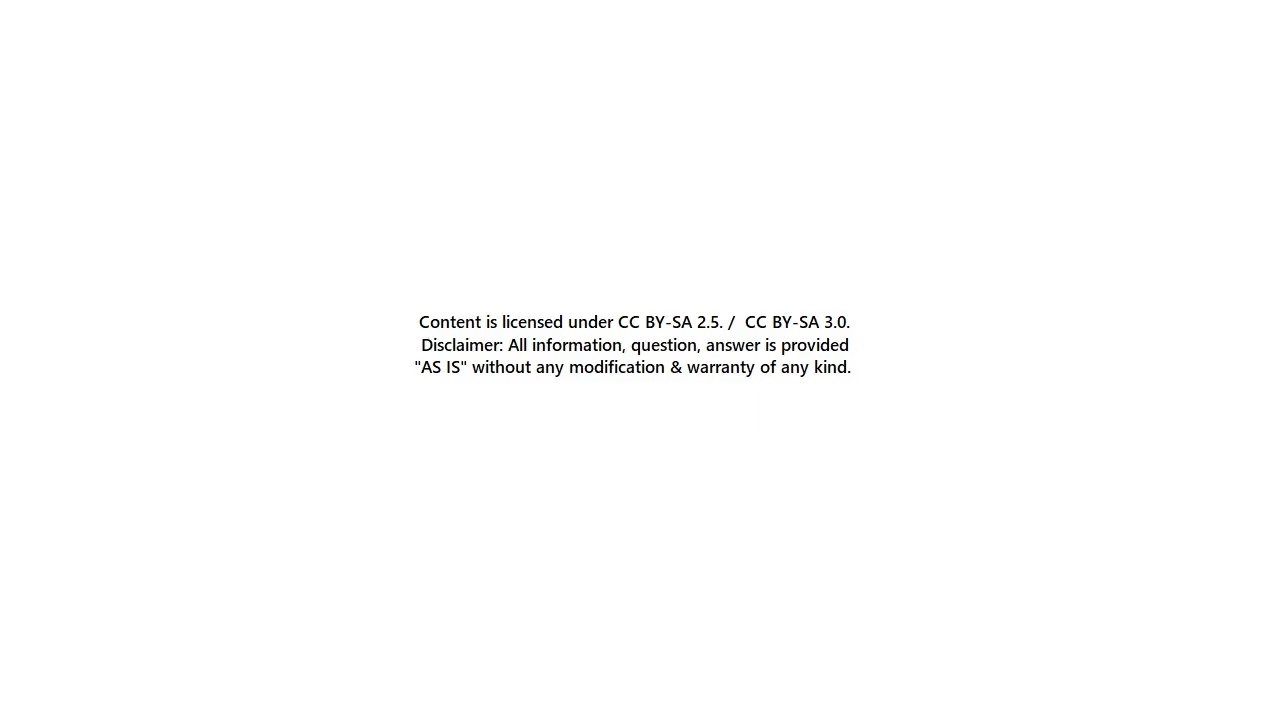 Content is licensed under CC BY-SA 2.5. /  CC BY-SA 3.0.
Disclaimer: All information, question, answer is provided
"AS IS" without any modification & warranty of any kind.